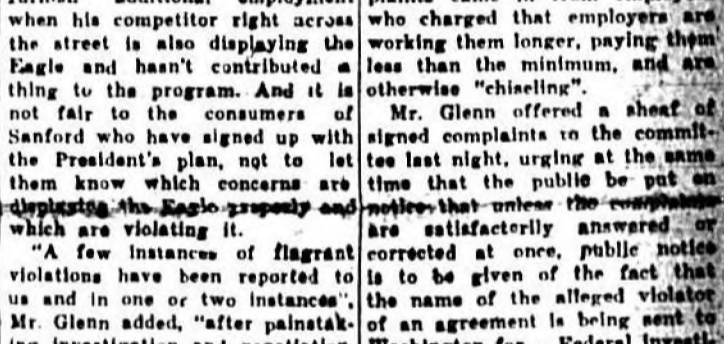 when his competitor right across
the street is also displaying the
Eagle and hasn't contributed a
thing to the program. And it is
not fair to the consumers of
Sanford who have signed up with
the President's plan, not to let
them know which concerns are
displaying the Eagle properly and
which are violating it.
"A few instances of flagrant
violations have been reported to
us and in one or two instances",
Mr. Glenn added, "after painstak-
who charged that employers are
working them longer, paying them
less than the minimum, and are
otherwise "chiseling".
Mr. Glenn offered a sheaf of
signed complaints to the commit-
tee last night, urging at the same
time that the public be put on
notice that unless the complaints
are satisfactorily answered or
corrected at once, public notice
is to be given of the fact that
the name of the alleged violator
of an agreement is being sent to